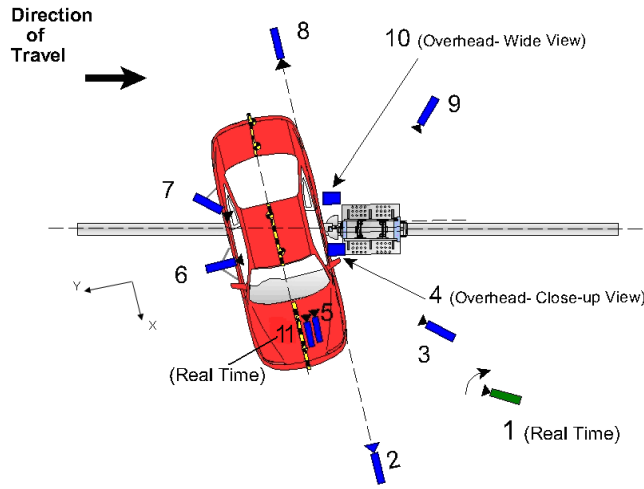 Direction
of
Travel
8
10 (Overhead- Wide View)
9
7
6
Y
X
4 (Overhead- Close-up View)
5
11
3
(Real Time)
1 (Real Time)
2